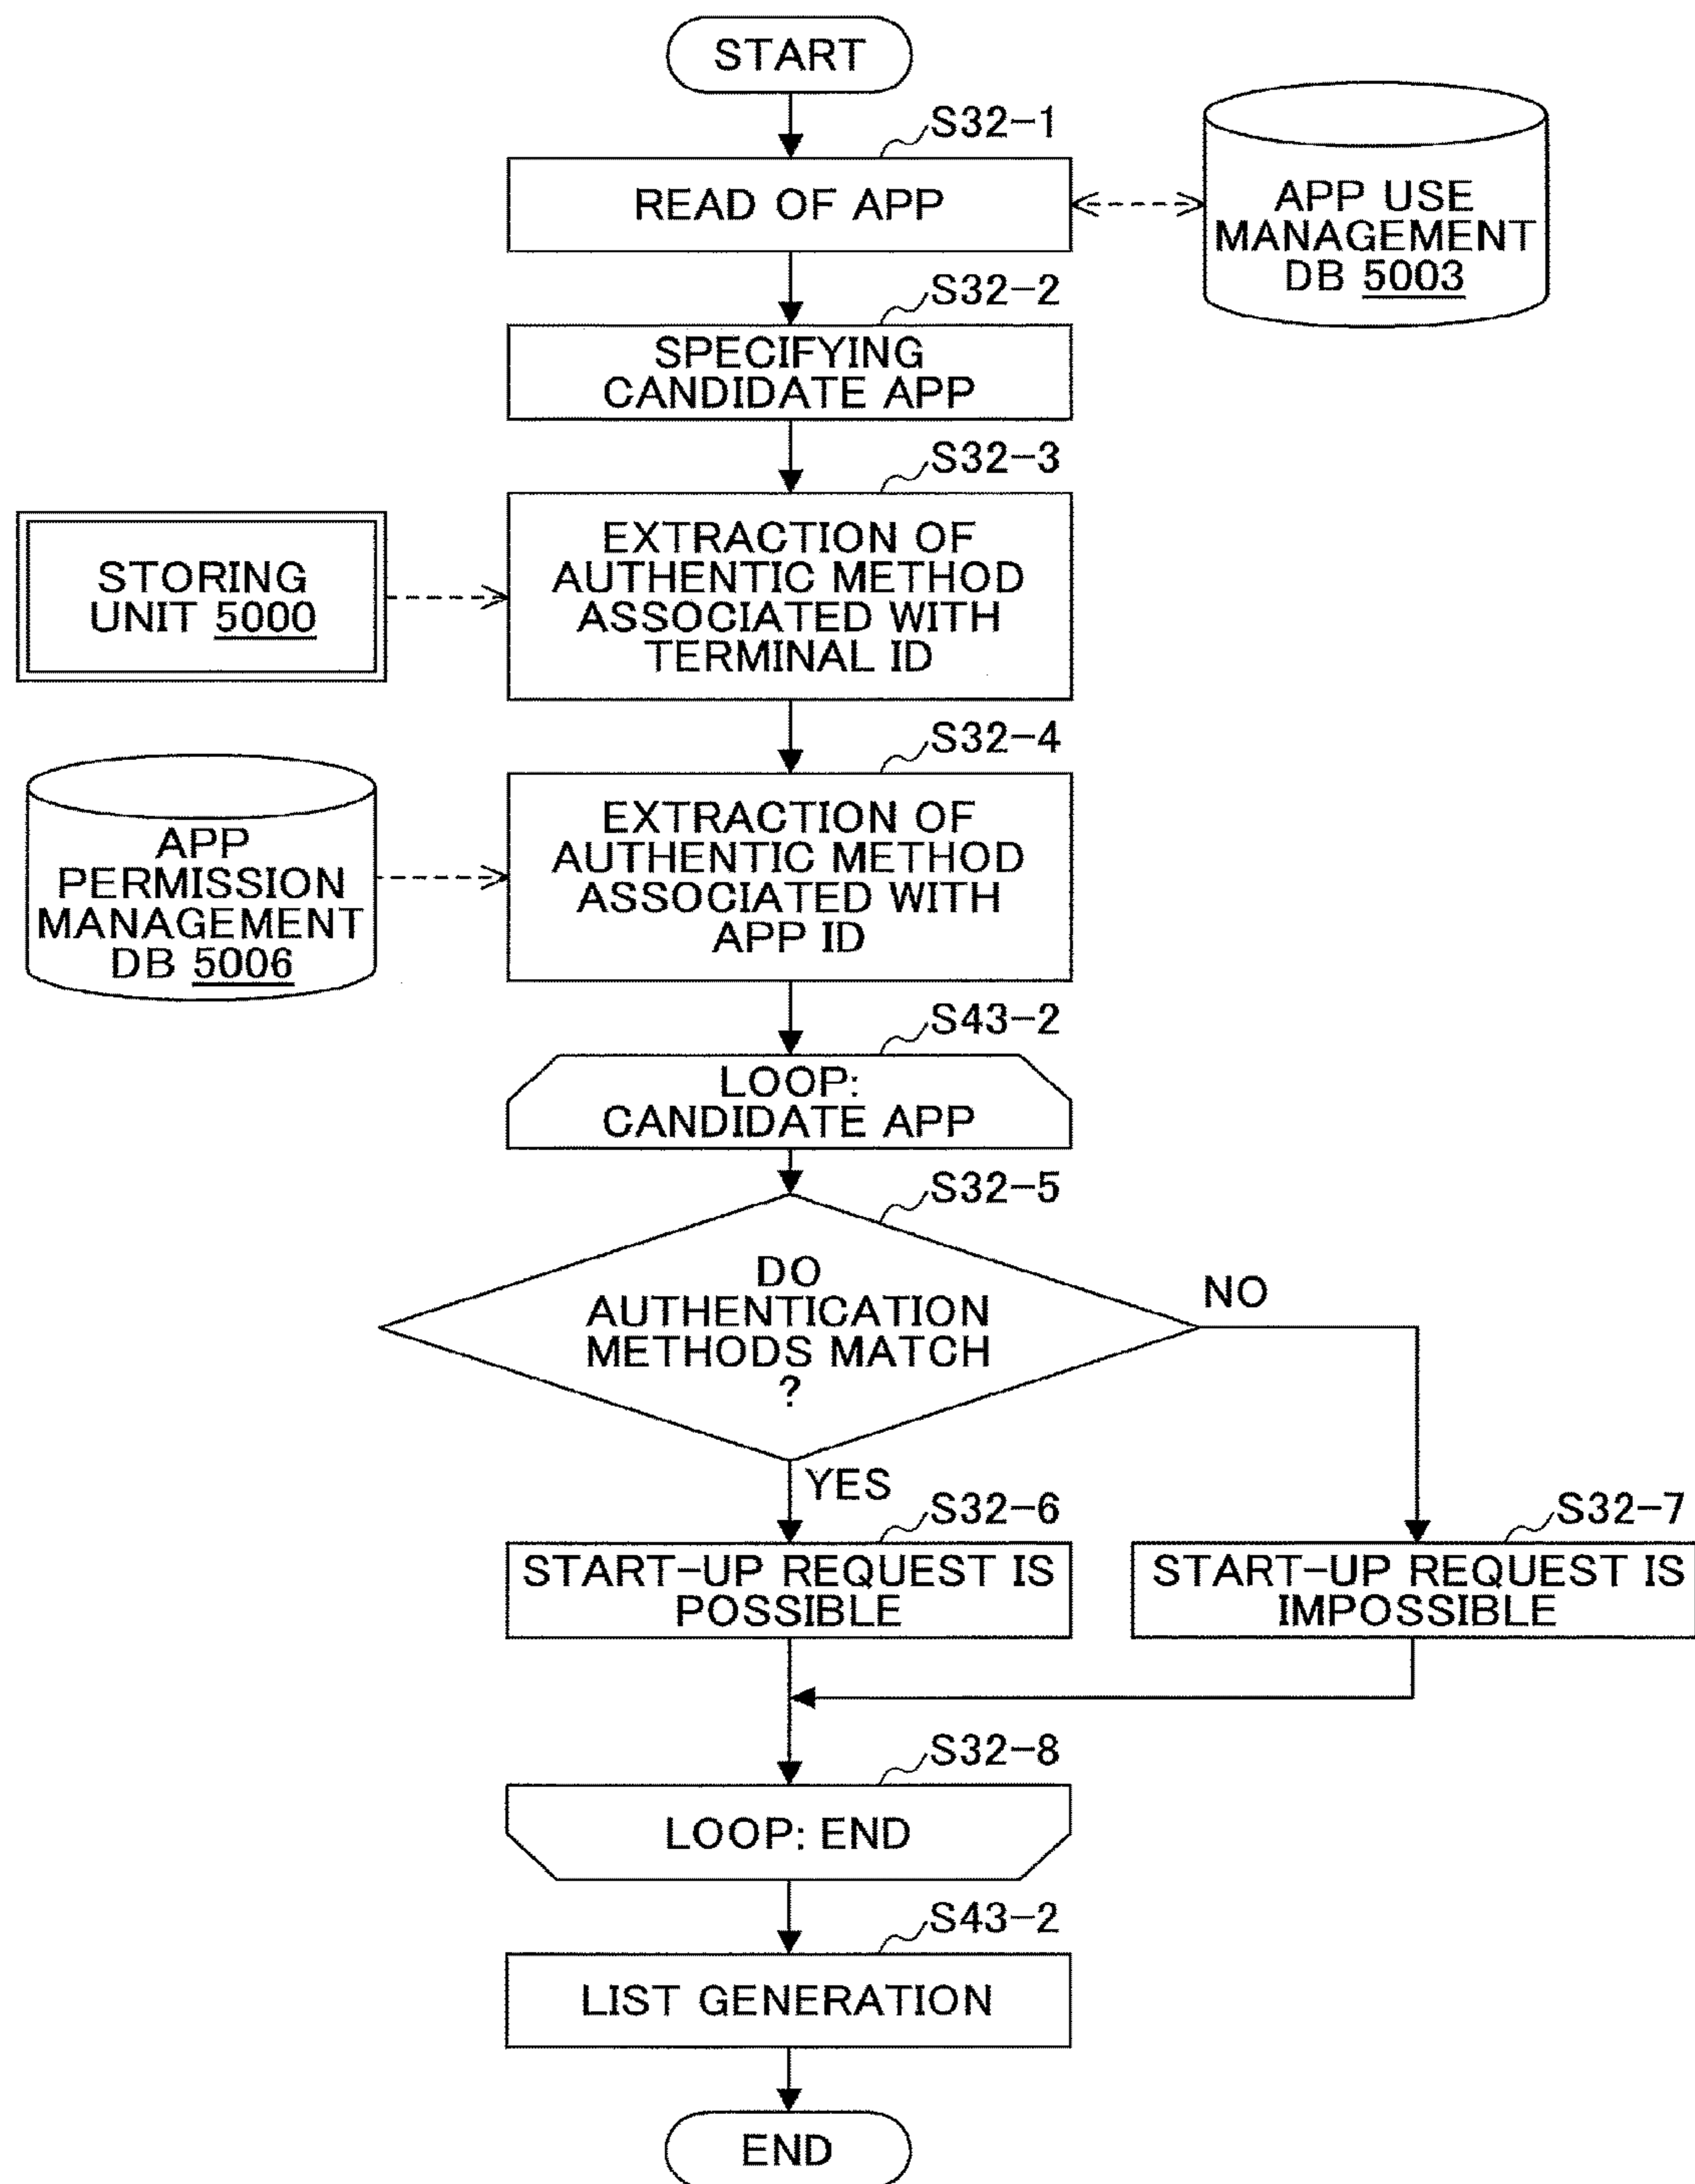 START
S32-1
READ OF APP
APP USE
MANAGEMENT
DB 5003
S32-2
SPECIFYING
CANDIDATE APP
S32-3
STORING
UNIT 5000
EXTRACTION OF
AUTHENTIC METHOD
ASSOCIATED WITH
TERMINAL ID
S32-4
APP
PERMISSION
MANAGEMENT
DB 5006
EXTRACTION OF
AUTHENTIC METHOD
ASSOCIATED WITH
APP ID
S43-2
LOOP:
CANDIDATE APP
S32-5
DO
AUTHENTICATION
METHODS MATCH
?
NO
YES
S32-6
START-UP REQUEST IS
POSSIBLE
S32-7
START-UP REQUEST IS
IMPOSSIBLE
S32-8
LOOP: END
S43-2
LIST GENERATION
END